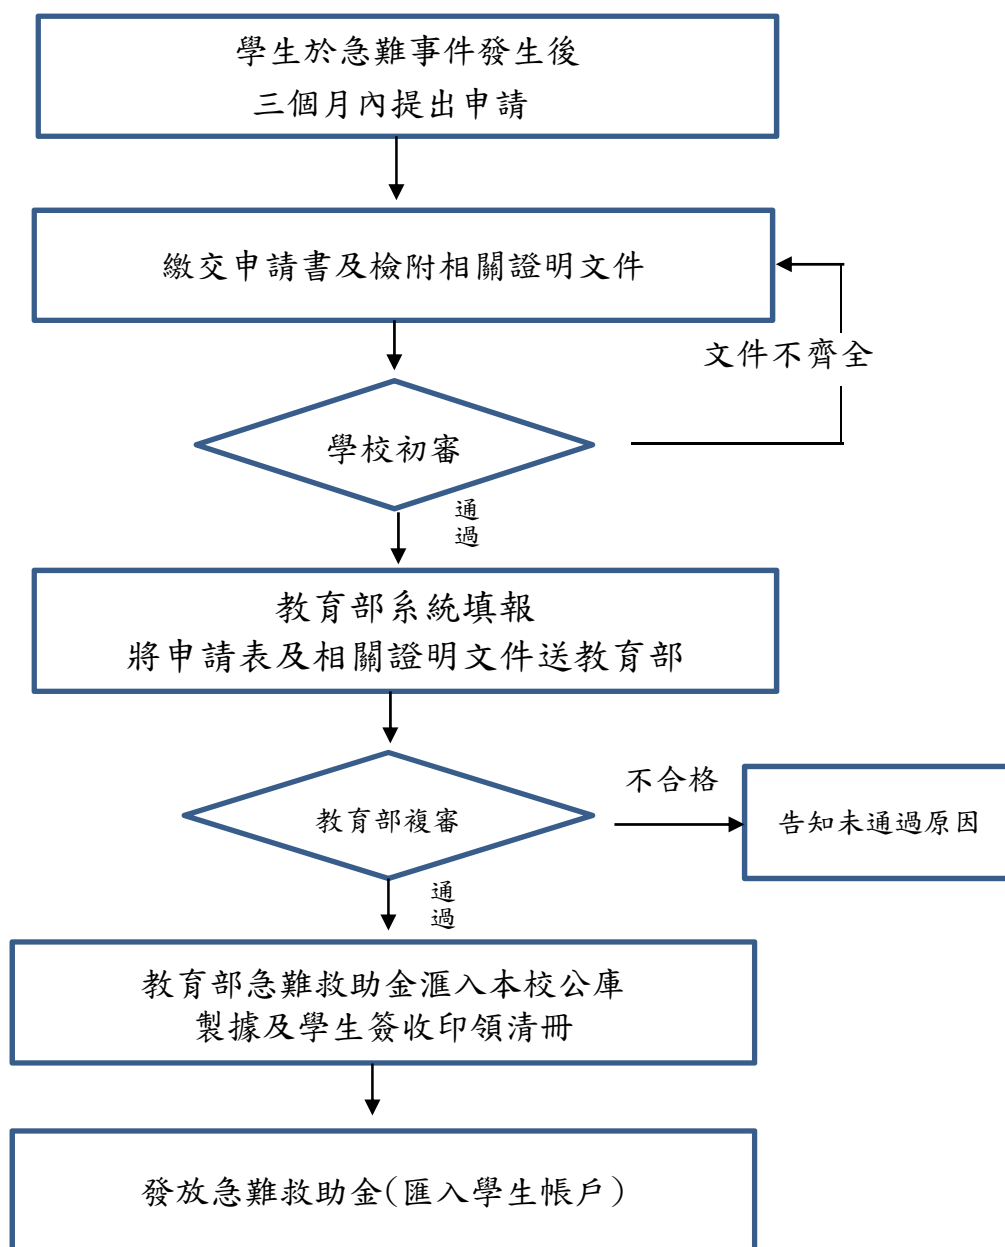 學生於急難事件發生後
三個月內提出申請
繳交申請書及檢附相關證明文件
文件不齊全
學校初審
通
過
教育部系統填報
將申請表及相關證明文件送教育部
不合格
教育部複審
告知未通過原因
通
過
教育部急難救助金滙入本校公庫
製據及學生簽收印領清冊
發放急難救助金(匯入學生帳戶)